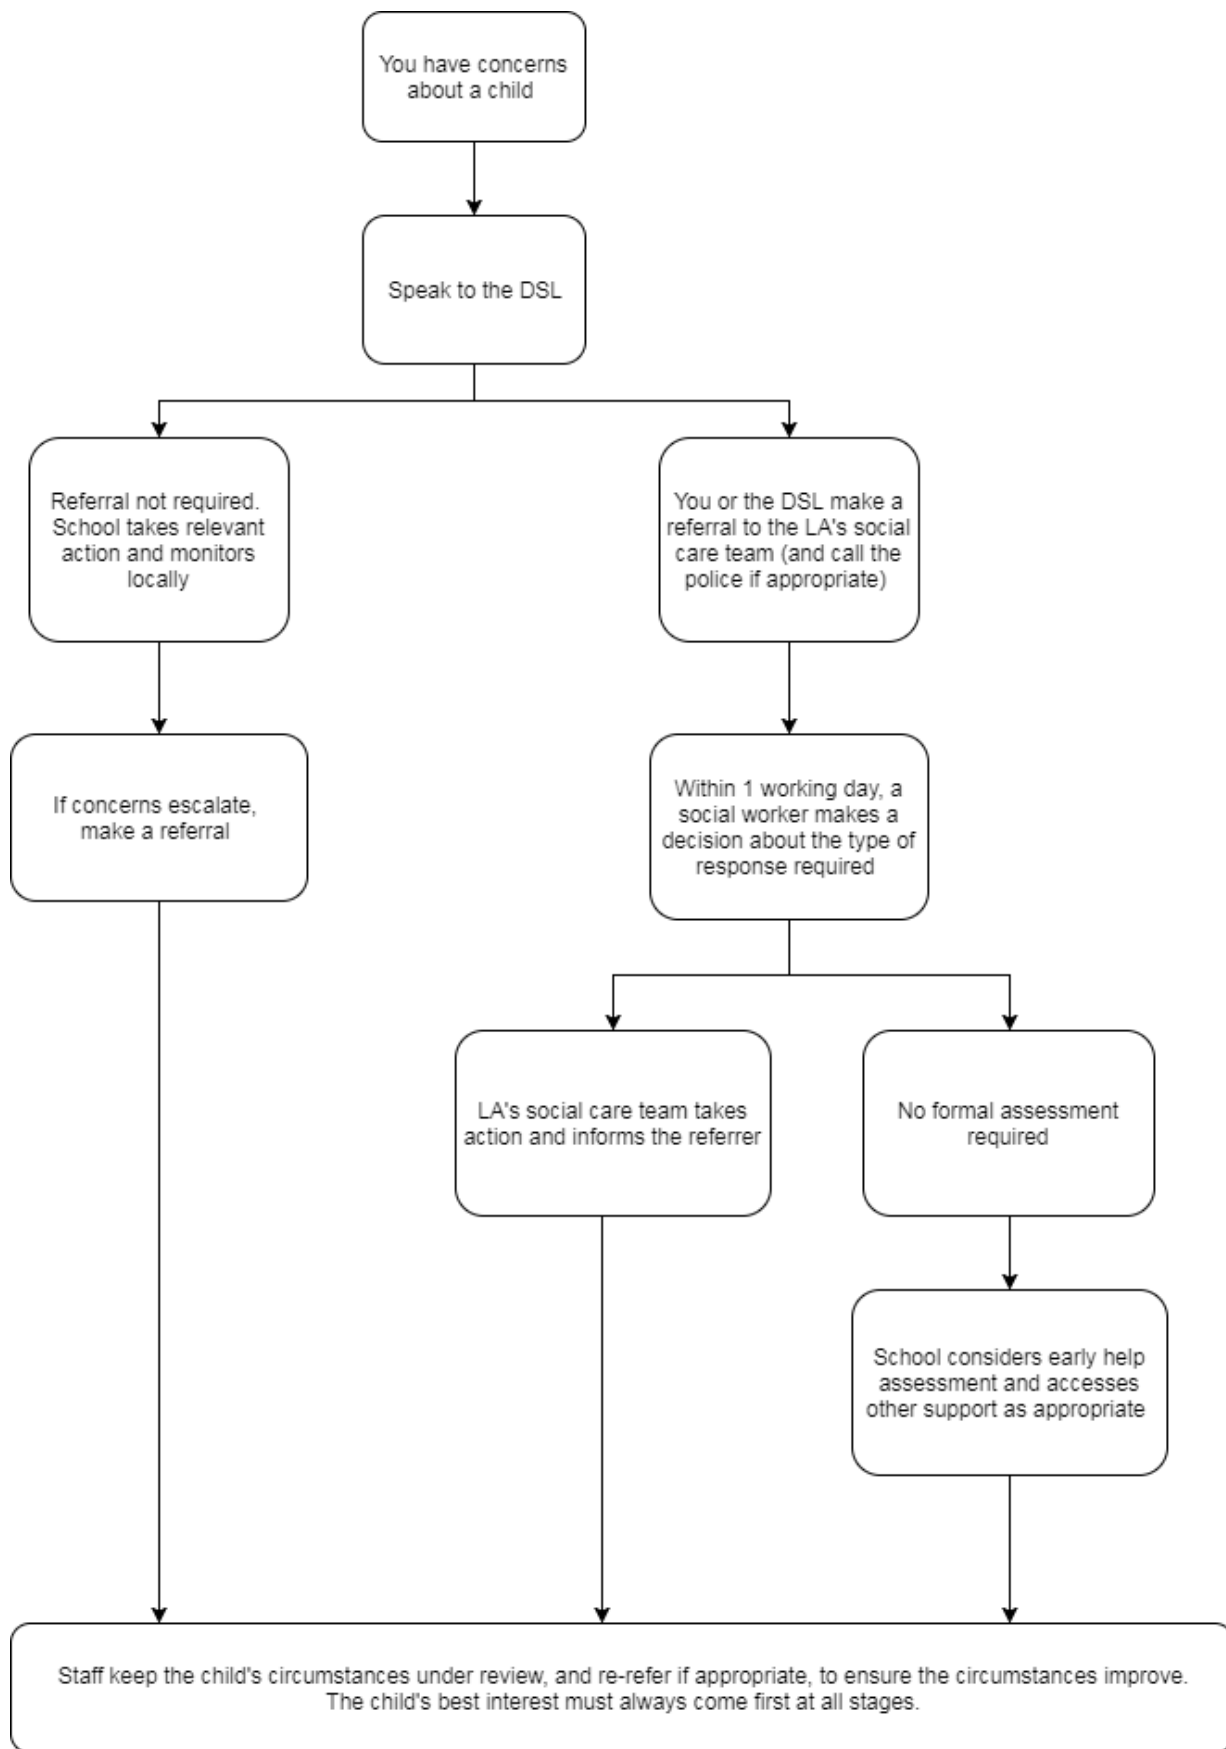 You have concerns
about a child
Speak to the DSL
Referral not required.
School takes relevant
action and monitors
locally
You or the DSL make a
referral to the LA's social
care team (and call the
police if appropriate)
If concerns escalate,
make a referral
Within 1 working day, a
social worker makes a
decision about the type of
response required
LA's social care team takes
action and informs the referrer
No formal assessment
required
School considers early help
assessment and accesses
other support as appropriate
Staff keep the child's circumstances under review, and re-refer if appropriate, to ensure the circumstances improve.
The child's best interest must always come first at all stages.